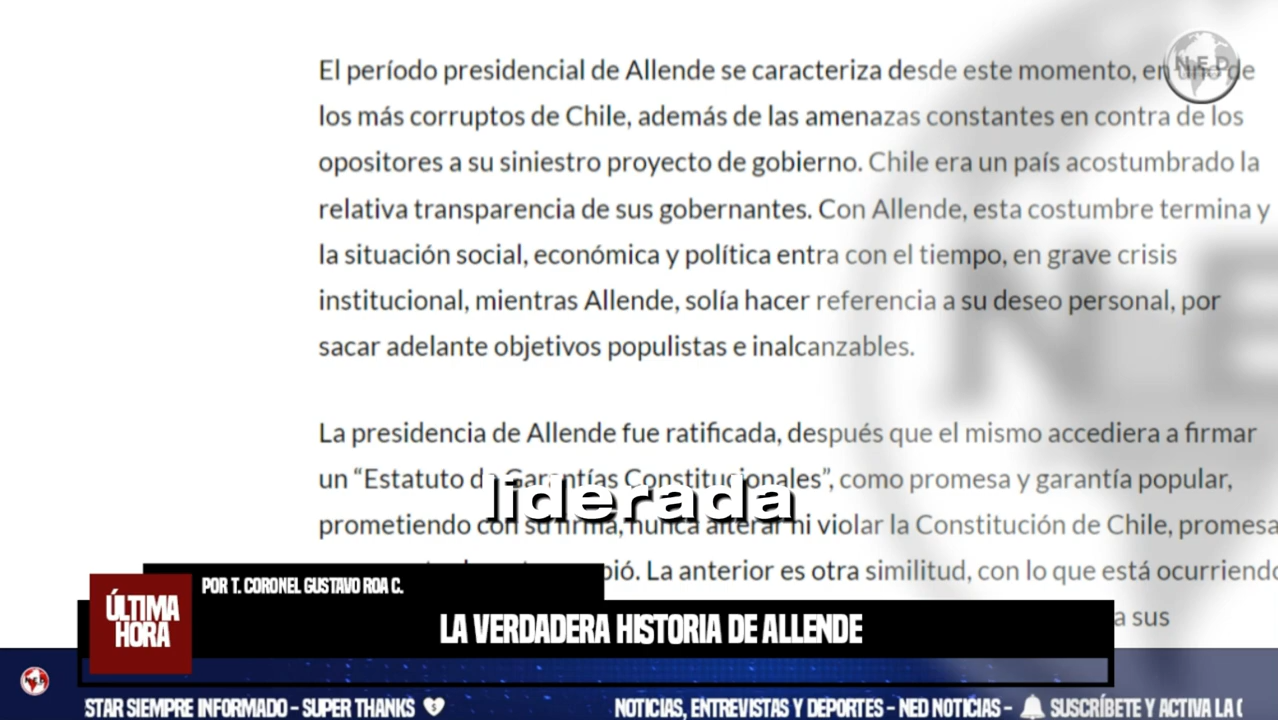 El período presidencial de Allende se caracteriza desde este momento, en uno de
los más corruptos de Chile, además de las amenazas constantes en contra de los
opositores a su siniestro proyecto de gobierno. Chile era un país acostumbrado la
relativa transparencia de sus gobernantes. Con Allende, esta costumbre termina y
la situación social, económica y política entra con el tiempo, en grave crisis
institucional, mientras Allende, solía hacer referencia a su deseo personal, por
sacar adelante objetivos populistas e inalcanzables.
La presidencia de Allende fue ratificada, después que el mismo accediera a firmar
un “Estatuto de Garantías Constitucionales”, como promesa y garantía popular,
liderada
prometiendo con su firma, nunca alterar ni violar la Constitución de Chile, promesa
La anterior es otra similitud, con lo que está ocurriendo
a sus
N.E.D.
POR T. CORONEL GUSTAVO ROA C.
ÚLTIMA
HORA
LA VERDADERA HISTORIA DE ALLENDE
STAR SIEMPRE INFORMADO – SUPER THANKS
NOTICIAS, ENTREVISTAS Y DEPORTES – NED NOTICIAS –
SUSCRÍBETE Y ACTIVA LA